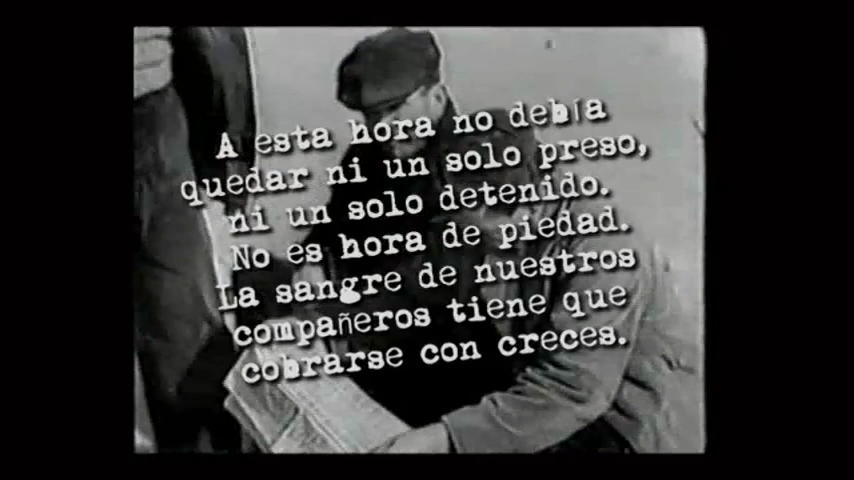 A esta hora no debía
quedar ni un solo preso,
ni un solo detenido.
No es hora de piedad.
La sangre de nuestros
compañeros tiene que
cobrarse con creces.